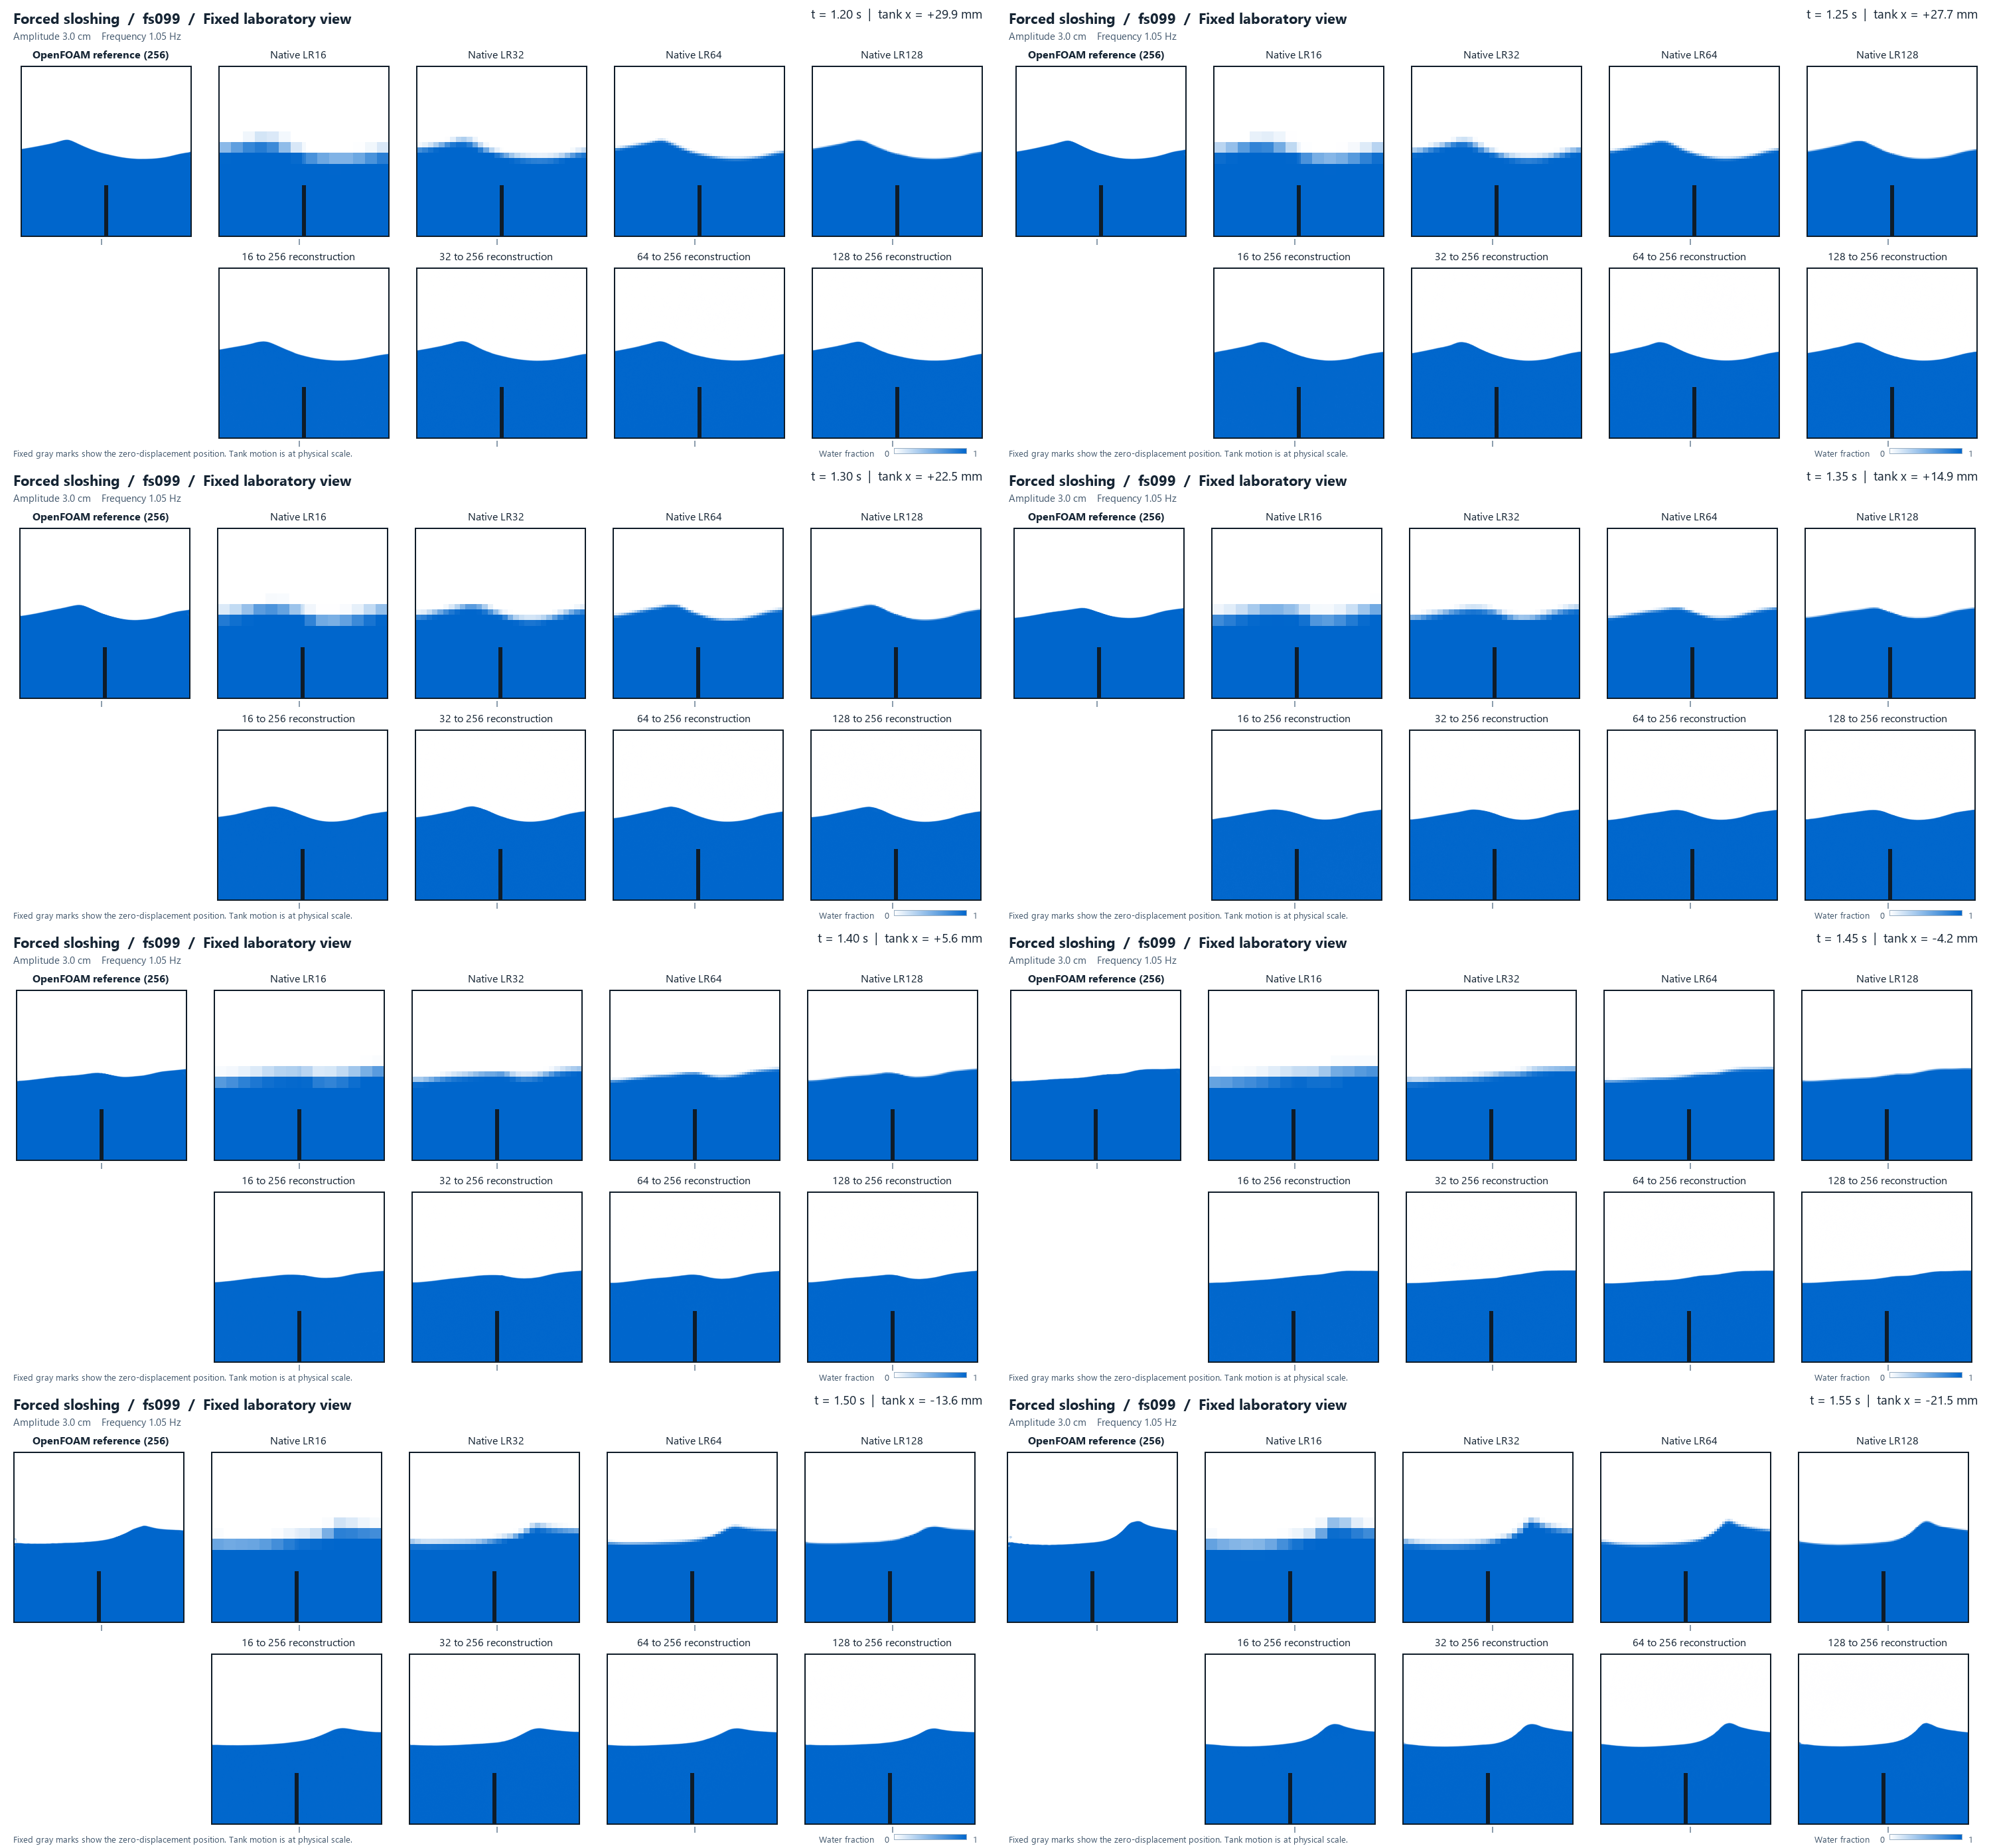 Forced sloshing / fs099 / Fixed laboratory view
t = 1.20 s | tank x = +29.9 mm
Amplitude 3.0 cm Frequency 1.05 Hz
OpenFOAM reference (256) Native LR16 Native LR32 Native LR64 Native LR128
16 to 256 reconstruction 32 to 256 reconstruction 64 to 256 reconstruction 128 to 256 reconstruction
Fixed gray marks show the zero-displacement position. Tank motion is at physical scale.
Water fraction 0 1
Forced sloshing / fs099 / Fixed laboratory view
t = 1.25 s | tank x = +27.7 mm
Amplitude 3.0 cm Frequency 1.05 Hz
OpenFOAM reference (256) Native LR16 Native LR32 Native LR64 Native LR128
16 to 256 reconstruction 32 to 256 reconstruction 64 to 256 reconstruction 128 to 256 reconstruction
Fixed gray marks show the zero-displacement position. Tank motion is at physical scale.
Water fraction 0 1
Forced sloshing / fs099 / Fixed laboratory view
t = 1.30 s | tank x = +22.5 mm
Amplitude 3.0 cm Frequency 1.05 Hz
OpenFOAM reference (256) Native LR16 Native LR32 Native LR64 Native LR128
16 to 256 reconstruction 32 to 256 reconstruction 64 to 256 reconstruction 128 to 256 reconstruction
Fixed gray marks show the zero-displacement position. Tank motion is at physical scale.
Water fraction 0 1
Forced sloshing / fs099 / Fixed laboratory view
t = 1.35 s | tank x = +14.9 mm
Amplitude 3.0 cm Frequency 1.05 Hz
OpenFOAM reference (256) Native LR16 Native LR32 Native LR64 Native LR128
16 to 256 reconstruction 32 to 256 reconstruction 64 to 256 reconstruction 128 to 256 reconstruction
Fixed gray marks show the zero-displacement position. Tank motion is at physical scale.
Water fraction 0 1
Forced sloshing / fs099 / Fixed laboratory view
t = 1.40 s | tank x = +5.6 mm
Amplitude 3.0 cm Frequency 1.05 Hz
OpenFOAM reference (256) Native LR16 Native LR32 Native LR64 Native LR128
16 to 256 reconstruction 32 to 256 reconstruction 64 to 256 reconstruction 128 to 256 reconstruction
Fixed gray marks show the zero-displacement position. Tank motion is at physical scale.
Water fraction 0 1
Forced sloshing / fs099 / Fixed laboratory view
t = 1.45 s | tank x = -4.2 mm
Amplitude 3.0 cm Frequency 1.05 Hz
OpenFOAM reference (256) Native LR16 Native LR32 Native LR64 Native LR128
16 to 256 reconstruction 32 to 256 reconstruction 64 to 256 reconstruction 128 to 256 reconstruction
Fixed gray marks show the zero-displacement position. Tank motion is at physical scale.
Water fraction 0 1
Forced sloshing / fs099 / Fixed laboratory view
t = 1.50 s | tank x = -13.6 mm
Amplitude 3.0 cm Frequency 1.05 Hz
OpenFOAM reference (256) Native LR16 Native LR32 Native LR64 Native LR128
16 to 256 reconstruction 32 to 256 reconstruction 64 to 256 reconstruction 128 to 256 reconstruction
Fixed gray marks show the zero-displacement position. Tank motion is at physical scale.
Water fraction 0 1
Forced sloshing / fs099 / Fixed laboratory view
t = 1.55 s | tank x = -21.5 mm
Amplitude 3.0 cm Frequency 1.05 Hz
OpenFOAM reference (256) Native LR16 Native LR32 Native LR64 Native LR128
16 to 256 reconstruction 32 to 256 reconstruction 64 to 256 reconstruction 128 to 256 reconstruction
Fixed gray marks show the zero-displacement position. Tank motion is at physical scale.
Water fraction 0 1